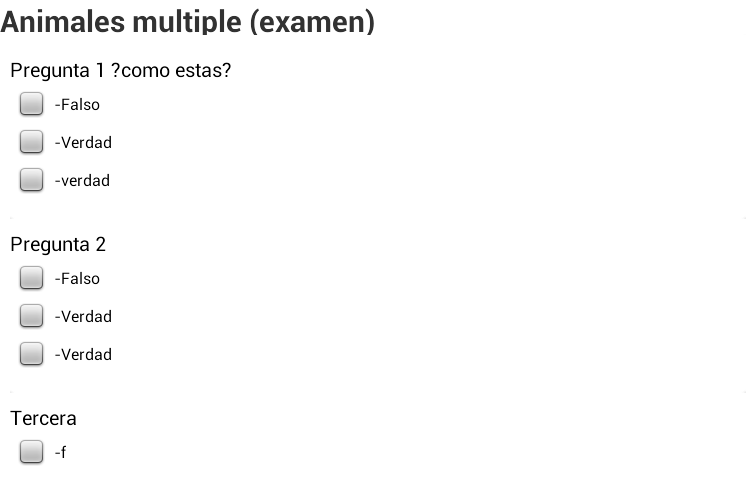 Animales multiple (examen)
Pregunta 1 ?como estas?
-Falso
-Verdad
-verdad
Pregunta 2
-Falso
-Verdad
-Verdad
Tercera
-f